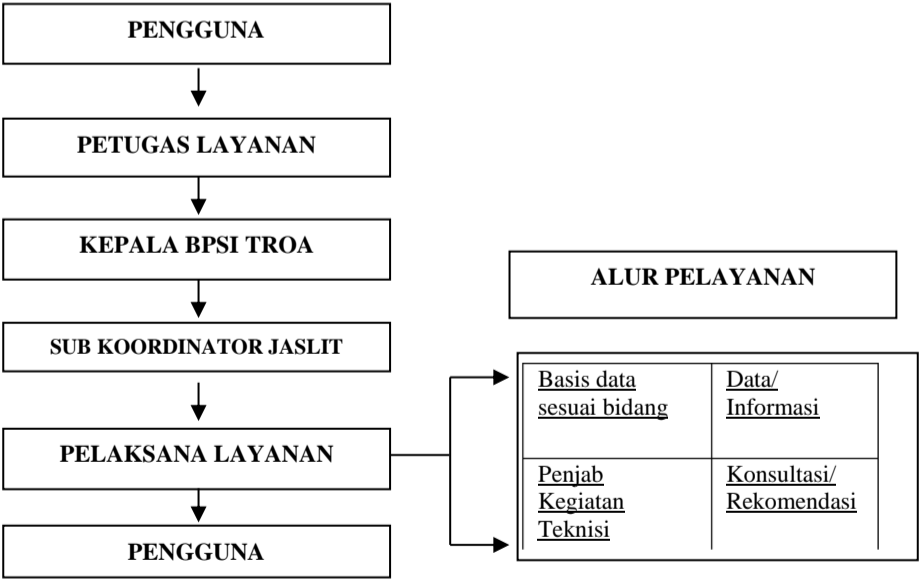 PENGGUNA
PETUGAS LAYANAN
KEPALA BPSI TROA
SUB KOORDINATOR JASLIT
PELAKSANA LAYANAN
PENGGUNA
ALUR PELAYANAN
Basis data
sesuai bidang
Data/
Informasi
Penjab
Kegiatan
Teknisi
Konsultasi/
Rekomendasi